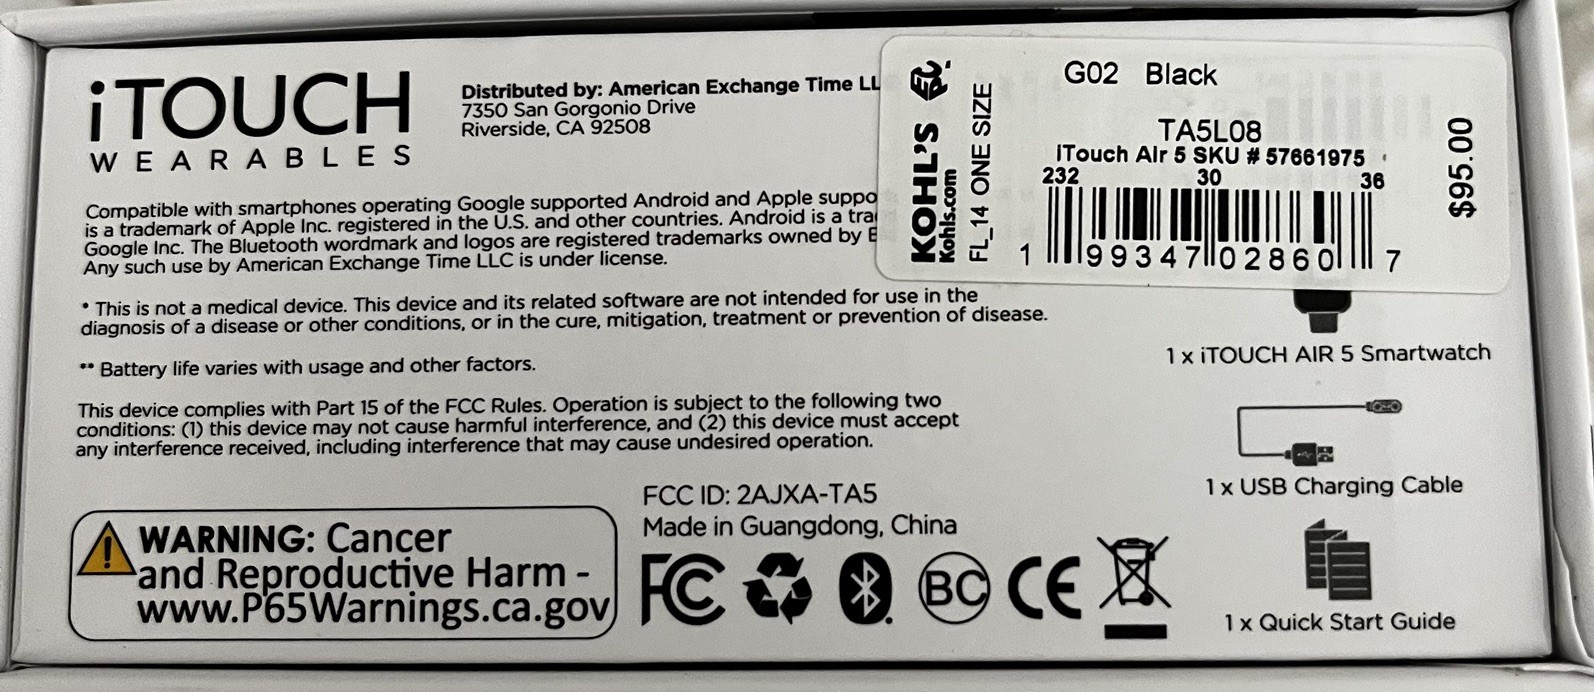 iTOUCH
WEARABLES
Distributed by: American Exchange Time LL
7350 San Gorgonio Drive
Riverside, CA 92508
Compatible with smartphones operating Google supported Android and Apple suppo
is a trademark of Apple Inc. registered in the U.S. and other countries. Android is a tra
Google Inc. The Bluetooth wordmark and logos are registered trademarks owned by B
Any such use by American Exchange Time LLC is under license.
* This is not a medical device. This device and its related software are not intended for use in the
diagnosis of a disease or other conditions, or in the cure, mitigation, treatment or prevention of disease.
** Battery life varies with usage and other factors.
This device complies with Part 15 of the FCC Rules. Operation is subject to the following two
conditions: (1) this device may not cause harmful interference, and (2) this device must accept
any interference received, including interference that may cause undesired operation.
WARNING: Cancer
and Reproductive Harm -
www.P65Warnings.ca.gov
FCC ID: 2AJXA-TA5
Made in Guangdong, China
FC BC CE
KOHL'S
Kohls.com
FL_14 ONE SIZE
G02 Black
TA5L08
iTouch Air 5 SKU # 57661975
232 30 36
1 99347 02860 7
$95.00
1 x iTOUCH AIR 5 Smartwatch
1 x USB Charging Cable
1 x Quick Start Guide